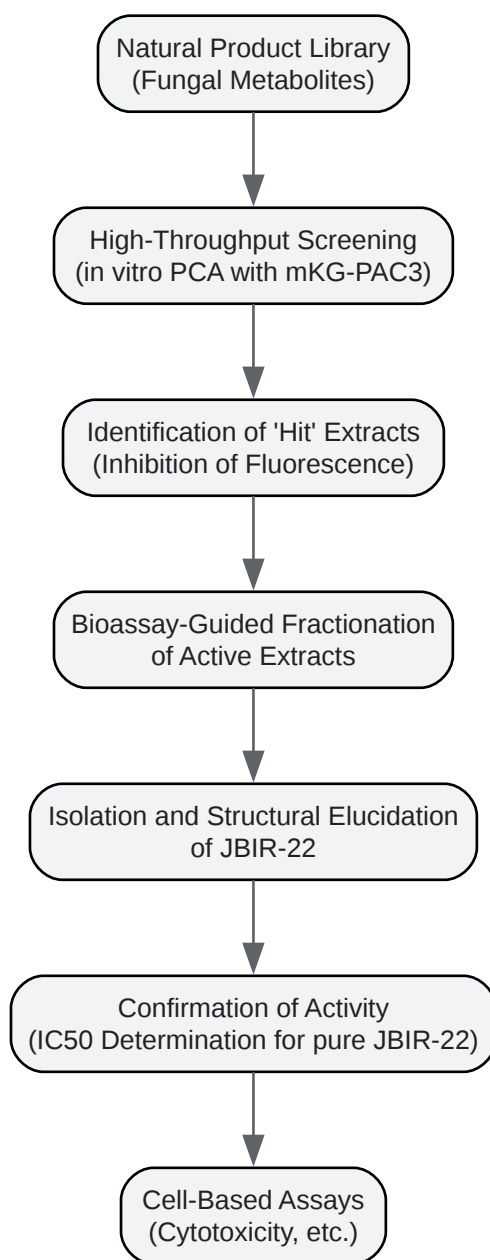 Natural Product Library
(Fungal Metabolites)
High-Throughput Screening
(in vitro PCA with mKG-PAC3)
Identification of 'Hit' Extracts
(Inhibition of Fluorescence)
Bioassay-Guided Fractionation
of Active Extracts
Isolation and Structural Elucidation
of JBIR-22
Confirmation of Activity
(IC50 Determination for pure JBIR-22)
Cell-Based Assays
(Cytotoxicity, etc.)